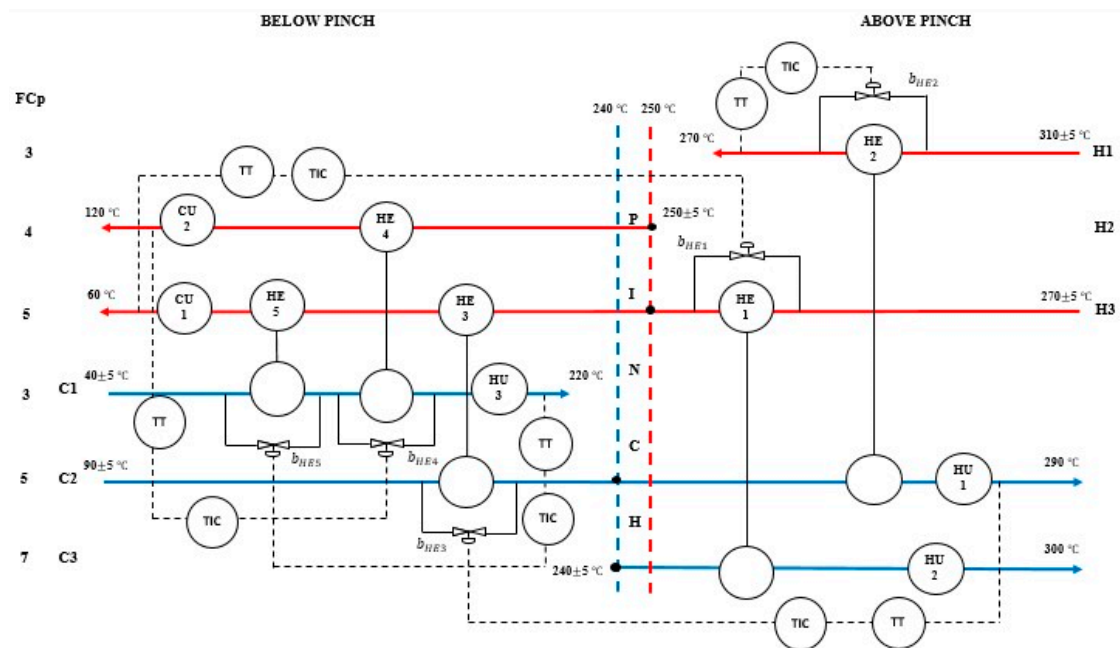 BELOW PINCH
ABOVE PINCH
TIC
b_HE2
FCp
TT
240 °C
250 °C
3
270 °C
HE 2
310±5 °C
H1
TT
TIC
120 °C
CU 2
HE 4
P
250±5 °C
4
H2
b_HE1
60 °C
CU 1
HE 5
HE 3
I
HE 1
270±5 °C
5
H3
N
HU 3
3
C1
40±5 °C
220 °C
TT
TT
b_HE5
b_HE4
C
5
C2
90±5 °C
HU 1
290 °C
TIC
b_HE3
TIC
H
7
C3
240±5 °C
HU 2
300 °C
TIC
TT